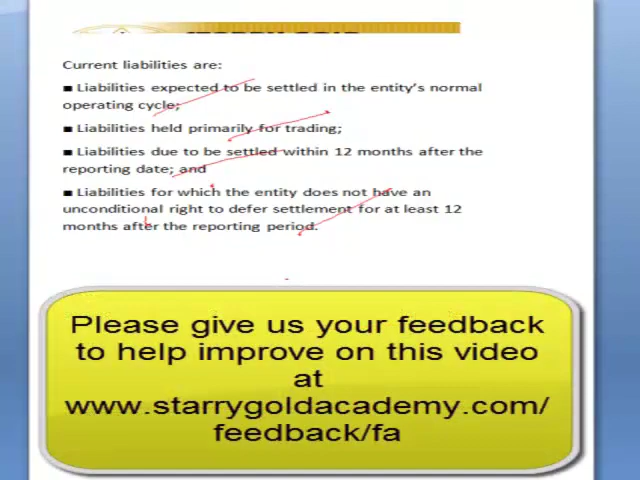 STARRY GOLD
Current liabilities are:
■ Liabilities expected to be settled in the entity's normal
operating cycle;
■ Liabilities held primarily for trading;
■ Liabilities due to be settled within 12 months after the
reporting date; and
■ Liabilities for which the entity does not have an
unconditional right to defer settlement for at least 12
months after the reporting period.
Please give us your feedback
to help improve on this video
at
www.starrygoldacademy.com/
feedback/fa